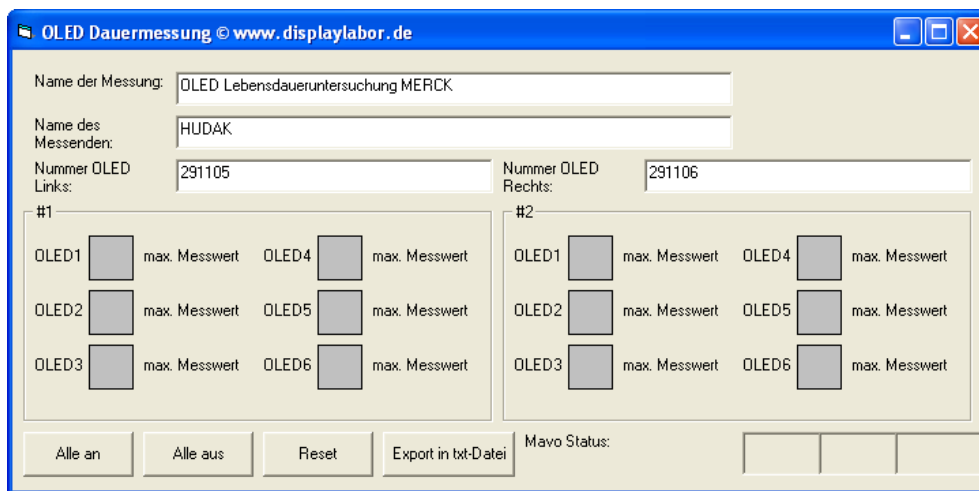 OLED Dauermessung © www.displaylabor.de
Name der Messung: OLED Lebensdaueruntersuchung MERCK
Name des
Messenden: HUDAK
Nummer OLED
Links: 291105
Nummer OLED
Rechts: 291106
#1
OLED1 max. Messwert OLED4 max. Messwert
OLED2 max. Messwert OLED5 max. Messwert
OLED3 max. Messwert OLED6 max. Messwert
#2
OLED1 max. Messwert OLED4 max. Messwert
OLED2 max. Messwert OLED5 max. Messwert
OLED3 max. Messwert OLED6 max. Messwert
Alle an Alle aus Reset Export in txt-Datei Mavo Status: